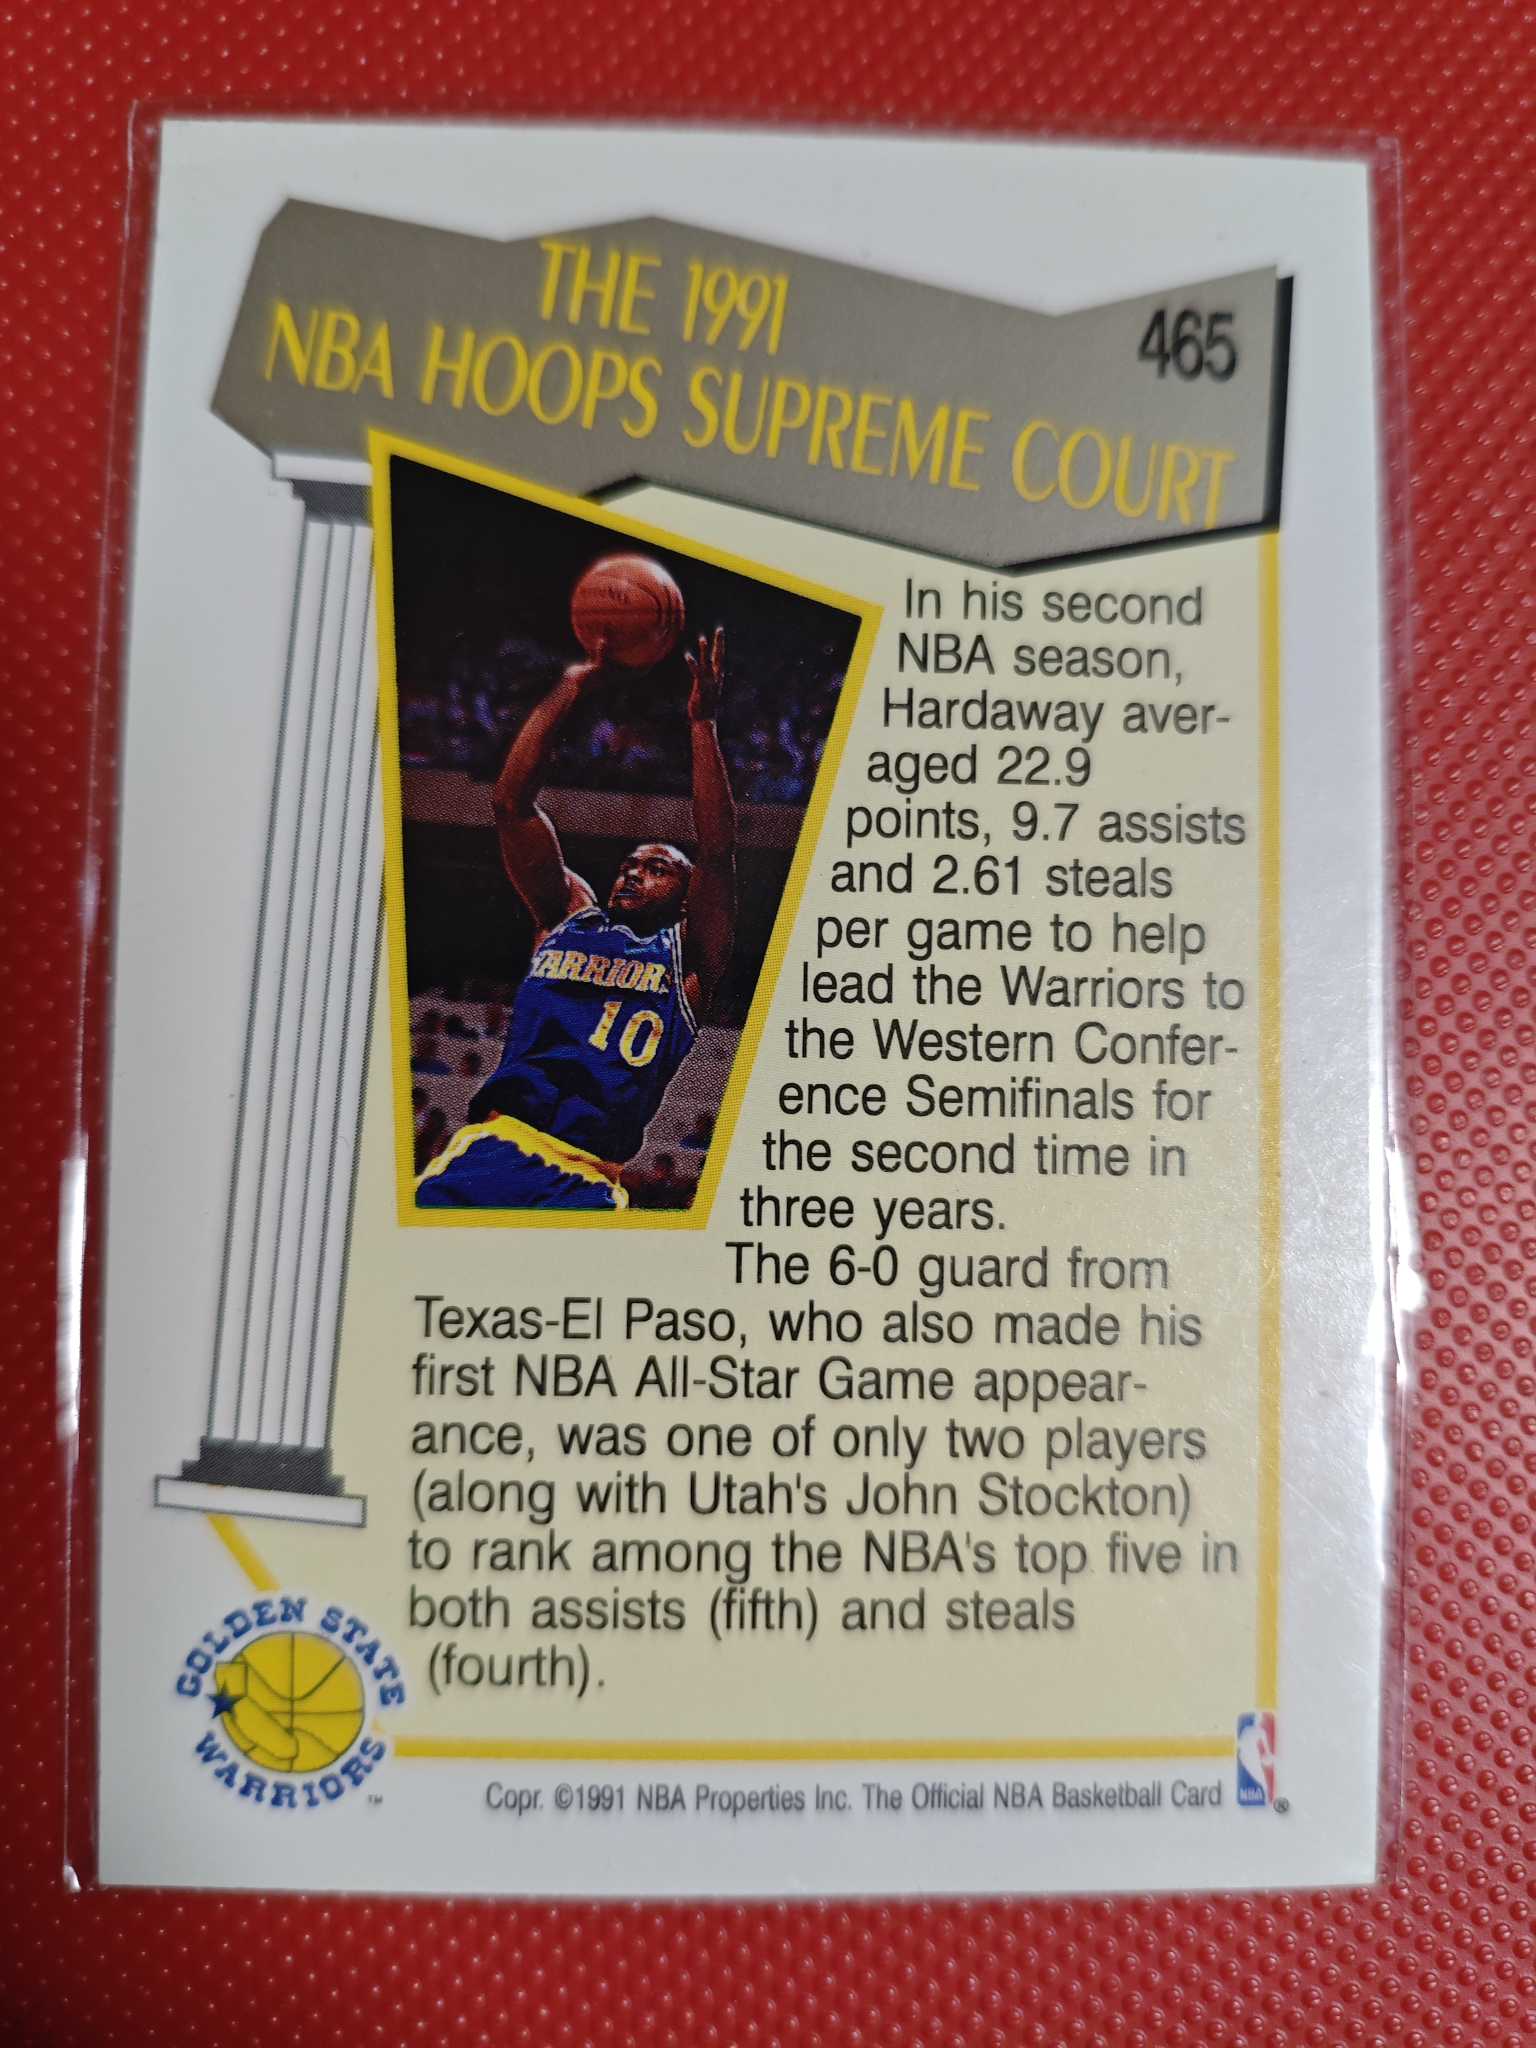 THE 1991
NBA HOOPS SUPREME COURT
465
WARRIORS
10
In his second
NBA season,
Hardaway aver-
aged 22.9
points, 9.7 assists
and 2.61 steals
per game to help
lead the Warriors to
the Western Confer-
ence Semifinals for
the second time in
three years.
The 6-0 guard from
Texas-El Paso, who also made his
first NBA All-Star Game appear-
ance, was one of only two players
(along with Utah's John Stockton)
to rank among the NBA's top five in
both assists (fifth) and steals
(fourth).
GOLDEN STATE
WARRIORS
™
Copr. ©1991 NBA Properties Inc. The Official NBA Basketball Card
NBA
®